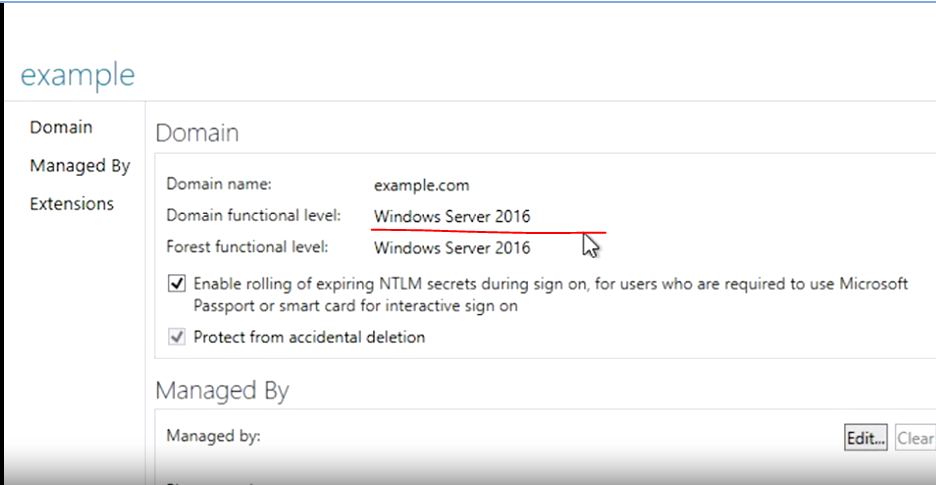 example
Domain
Managed By
Extensions
Domain
Domain name: example.com
Domain functional level: Windows Server 2016
Forest functional level: Windows Server 2016
Enable rolling of expiring NTLM secrets during sign on, for users who are required to use Microsoft
Passport or smart card for interactive sign on
Protect from accidental deletion
Managed By
Managed by:
Edit... Clear